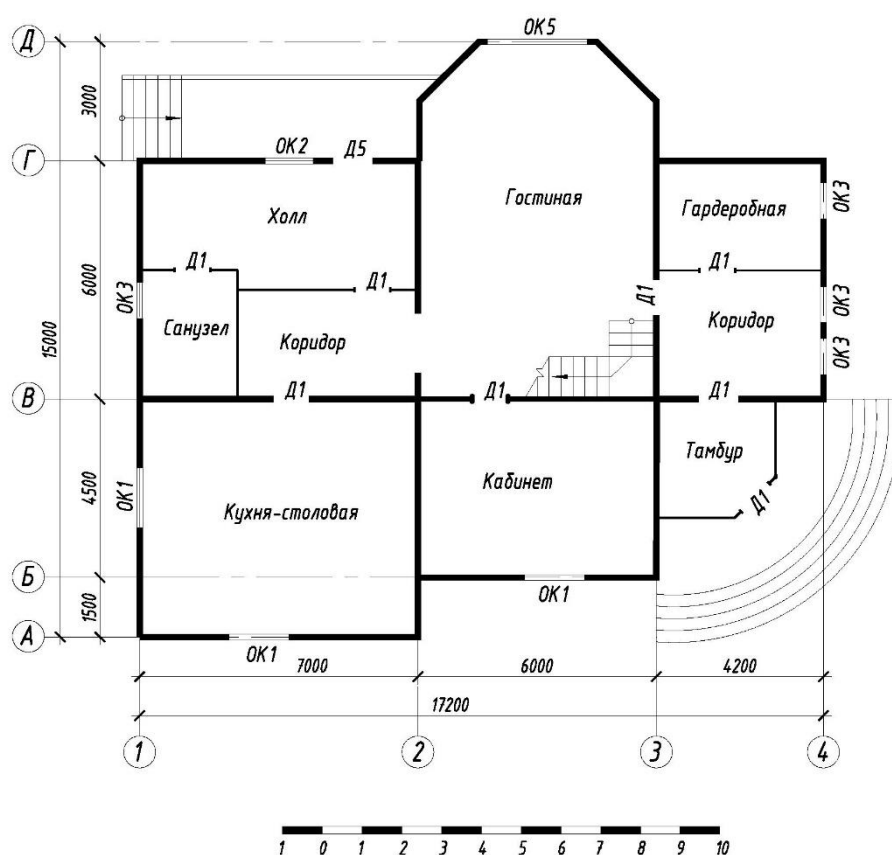 Д
ОК5
3000
Г
ОК2
Д5
Гостиная
Гардеробная
ОК3
Холл
Д1
Д1
Д1
6000
15000
ОК3
Санузел
Коридор
Д1
Коридор
ОК3
ОК3
В
Д1
Д1
Д1
Тамбур
4500
ОК1
Кухня-столовая
Кабинет
Д1
Б
1500
ОК1
А
ОК1
7000
6000
4200
17200
1
2
3
4
1 0 1 2 3 4 5 6 7 8 9 10